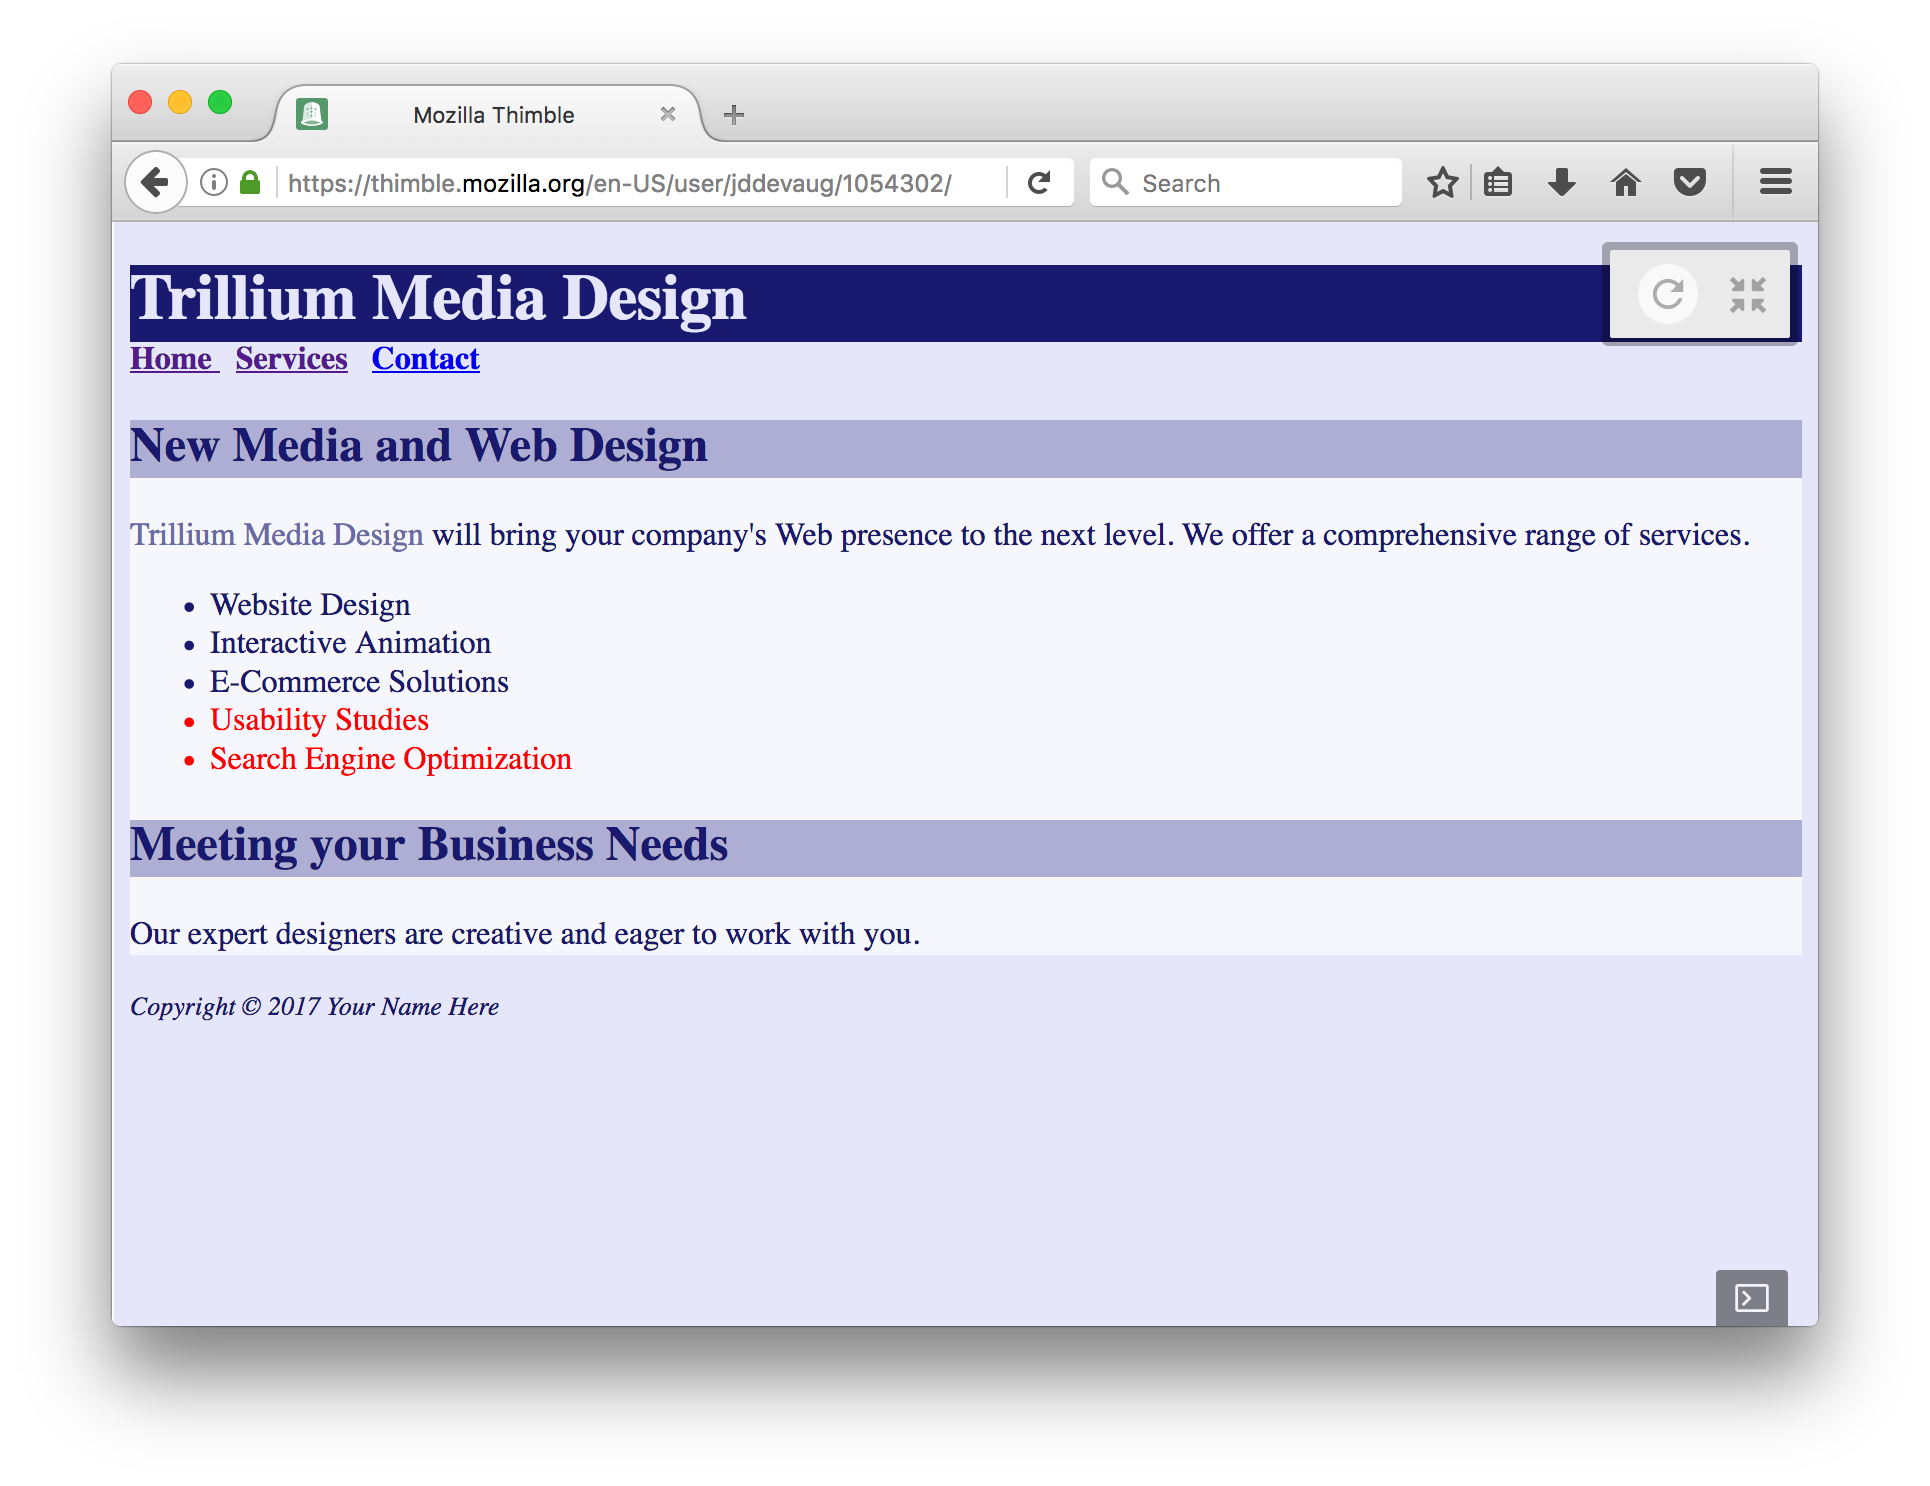 Mozilla Thimble
https://thimble.mozilla.org/en-US/user/jddevaug/1054302/
Search
Trillium Media Design
Home Services Contact
New Media and Web Design
Trillium Media Design will bring your company's Web presence to the next level. We offer a comprehensive range of services.
• Website Design
• Interactive Animation
• E-Commerce Solutions
• Usability Studies
• Search Engine Optimization
Meeting your Business Needs
Our expert designers are creative and eager to work with you.
Copyright © 2017 Your Name Here